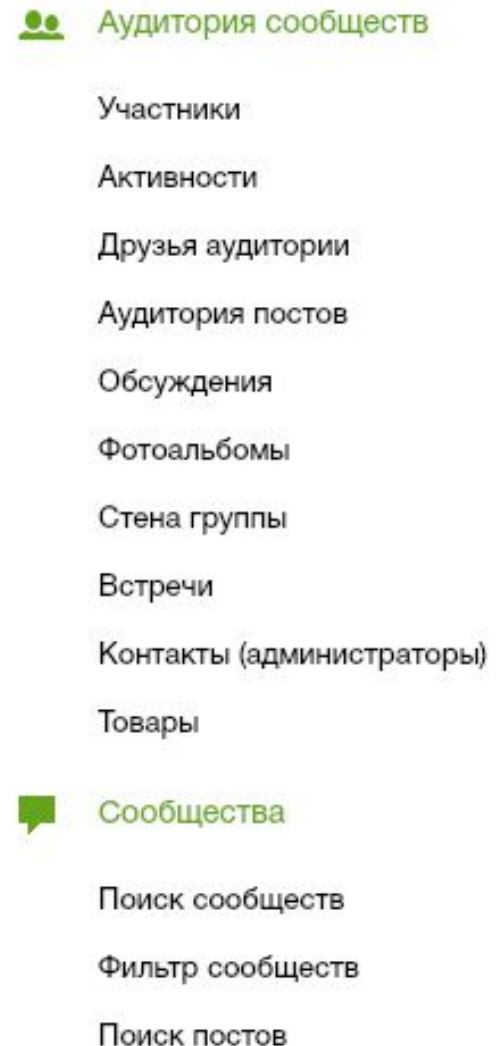 Аудитория сообществ
Участники
Активности
Друзья аудитории
Аудитория постов
Обсуждения
Фотоальбомы
Стена группы
Встречи
Контакты (администраторы)
Товары
Сообщества
Поиск сообществ
Фильтр сообществ
Поиск постов